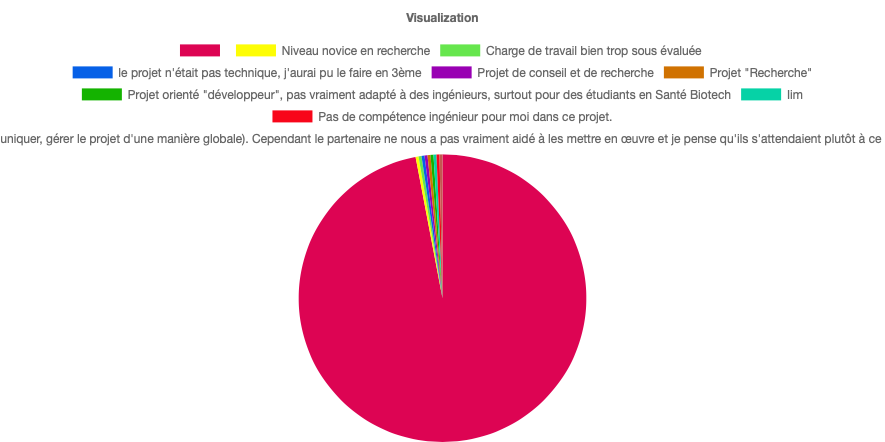 Visualization
Niveau novice en recherche Charge de travail bien trop sous évaluée
le projet n'était pas technique, j'aurai pu le faire en 3ème Projet de conseil et de recherche Projet "Recherche"
Projet orienté "développeur", pas vraiment adapté à des ingénieurs, surtout pour des étudiants en Santé Biotech lim
Pas de compétence ingénieur pour moi dans ce projet.
uniquer, gérer le projet d'une manière globale). Cependant le partenaire ne nous a pas vraiment aidé à les mettre en œuvre et je pense qu'ils s'attendaient plutôt à ce